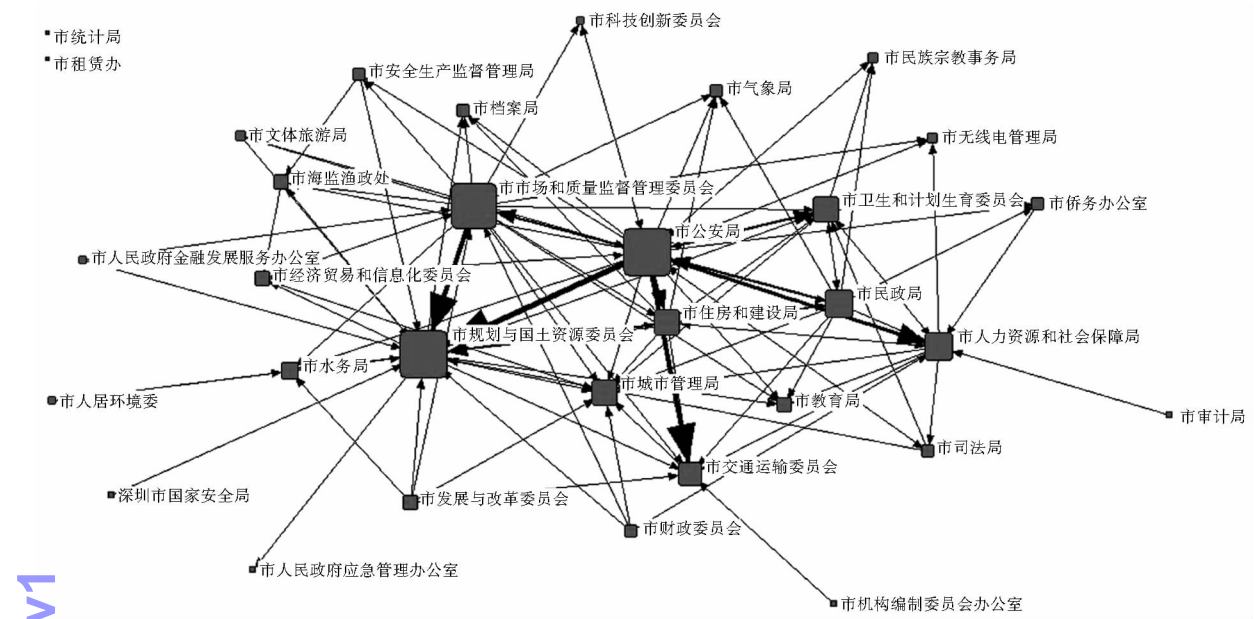 市科技创新委员会
市统计局
市民族宗教事务局
市租赁办
市安全生产监督管理局
市气象局
市档案局
市文体旅游局
市无线电管理局
市海监渔政处
市市场和质量监督管理委员会
市卫生和计划生育委员会
市侨务办公室
市公安局
市人民政府金融发展服务办公室
市经济贸易和信息化委员会
市民政局
市住房和建设局
市规划与国土资源委员会
市人力资源和社会保障局
市水务局
市城市管理局
市人居环境委
市教育局
市审计局
市司法局
市交通运输委员会
深圳市国家安全局
市发展与改革委员会
市财政委员会
市人民政府应急管理办公室
市机构编制委员会办公室
v1